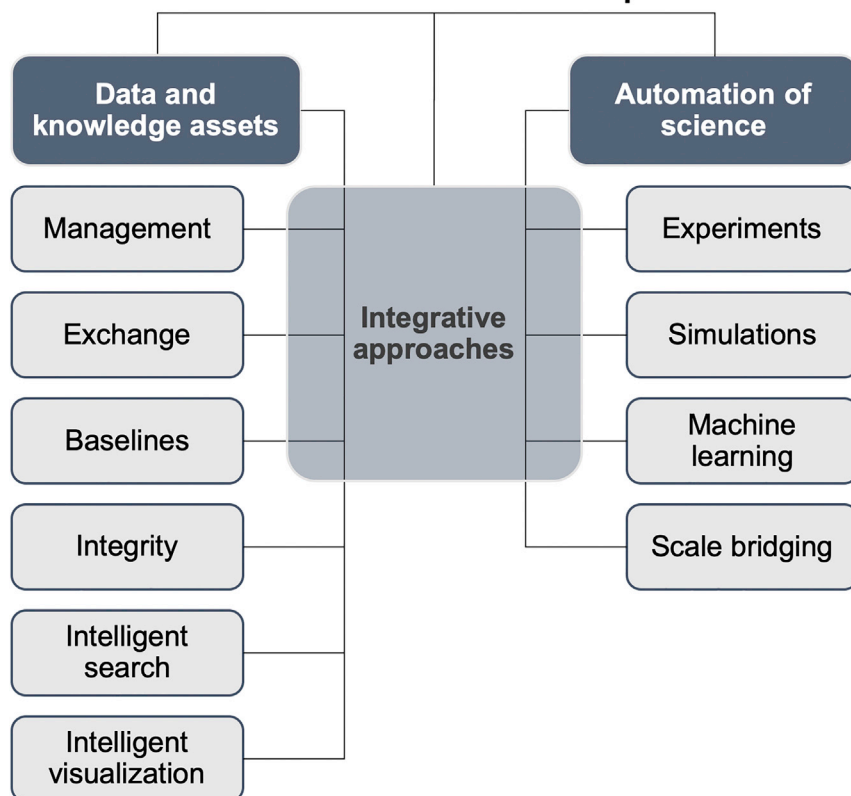 Data and
knowledge assets
Automation of
science
Management
Exchange
Baselines
Integrity
Intelligent
search
Intelligent
visualization
Integrative
approaches
Experiments
Simulations
Machine
learning
Scale bridging